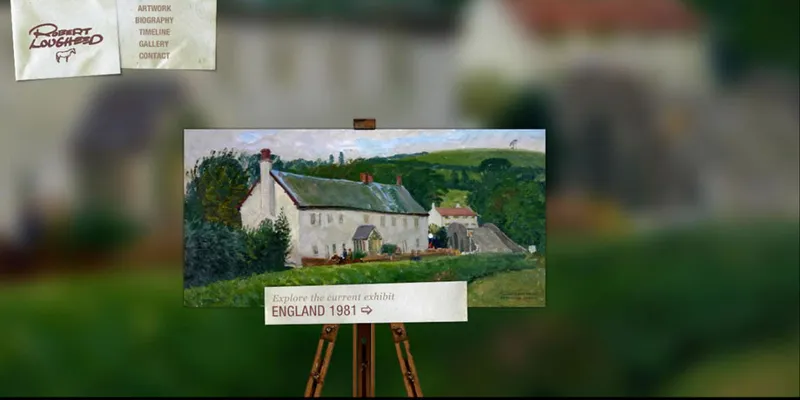 ROBERT
LOUGHEED
ARTWORK
BIOGRAPHY
TIMELINE
GALLERY
CONTACT
Explore the current exhibit
ENGLAND 1981 ⇨